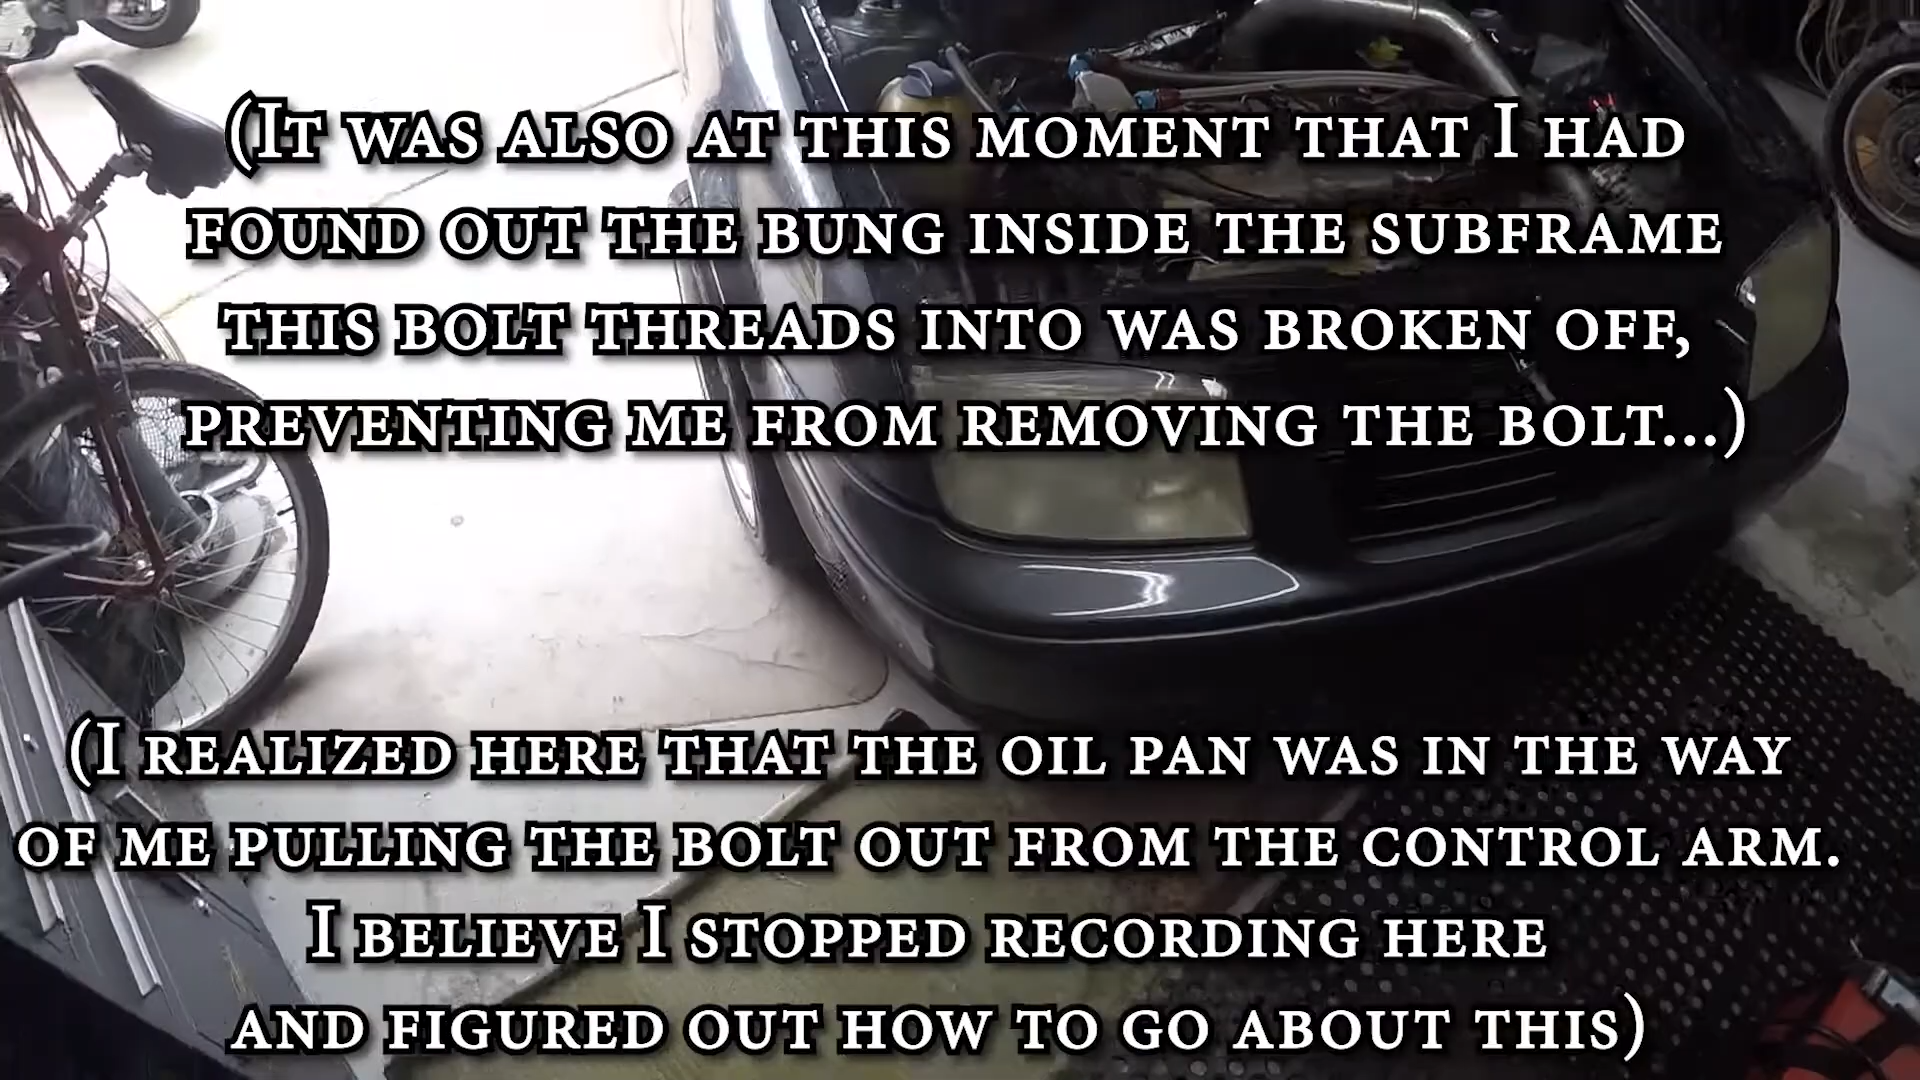 (It was also at this moment that I had
found out the bung inside the subframe
this bolt threads into was broken off,
preventing me from removing the bolt...)
(I realized here that the oil pan was in the way
of me pulling the bolt out from the control arm.
I believe I stopped recording here
and figured out how to go about this)